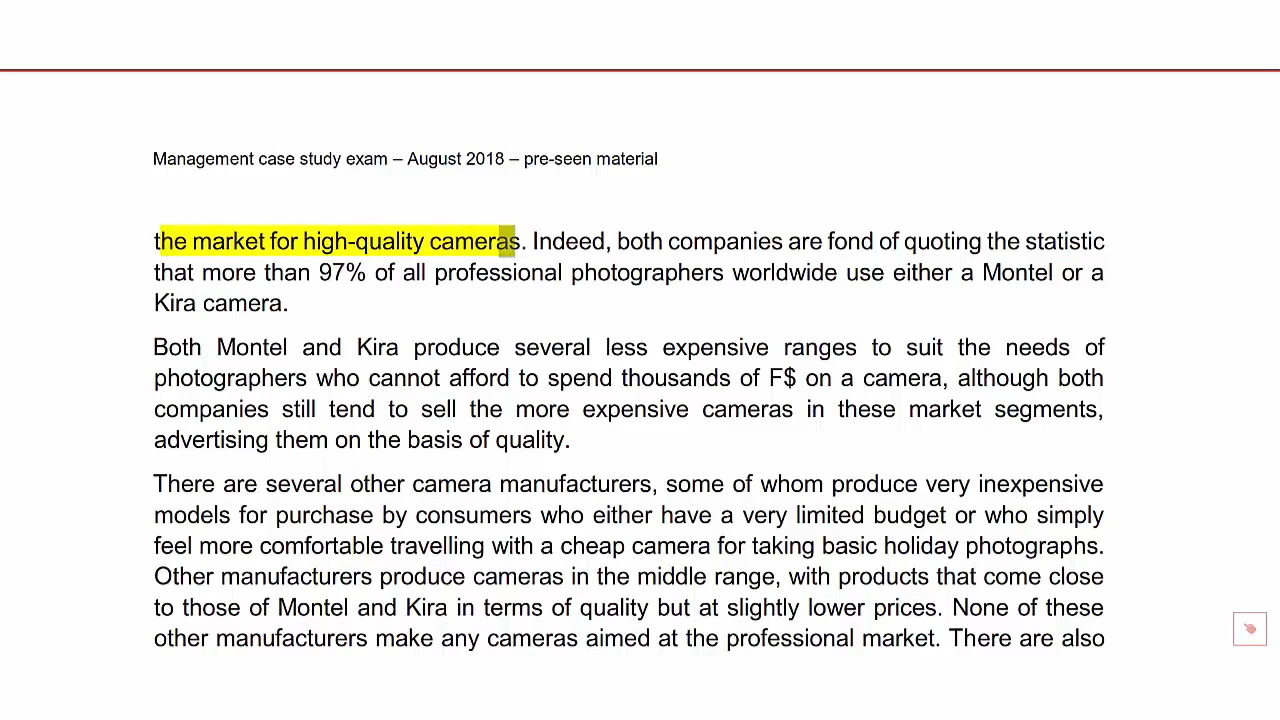 Management case study exam – August 2018 – pre-seen material
the market for high-quality cameras. Indeed, both companies are fond of quoting the statistic
that more than 97% of all professional photographers worldwide use either a Montel or a
Kira camera.
Both Montel and Kira produce several less expensive ranges to suit the needs of
photographers who cannot afford to spend thousands of F$ on a camera, although both
companies still tend to sell the more expensive cameras in these market segments,
advertising them on the basis of quality.
There are several other camera manufacturers, some of whom produce very inexpensive
models for purchase by consumers who either have a very limited budget or who simply
feel more comfortable travelling with a cheap camera for taking basic holiday photographs.
Other manufacturers produce cameras in the middle range, with products that come close
to those of Montel and Kira in terms of quality but at slightly lower prices. None of these
other manufacturers make any cameras aimed at the professional market. There are also